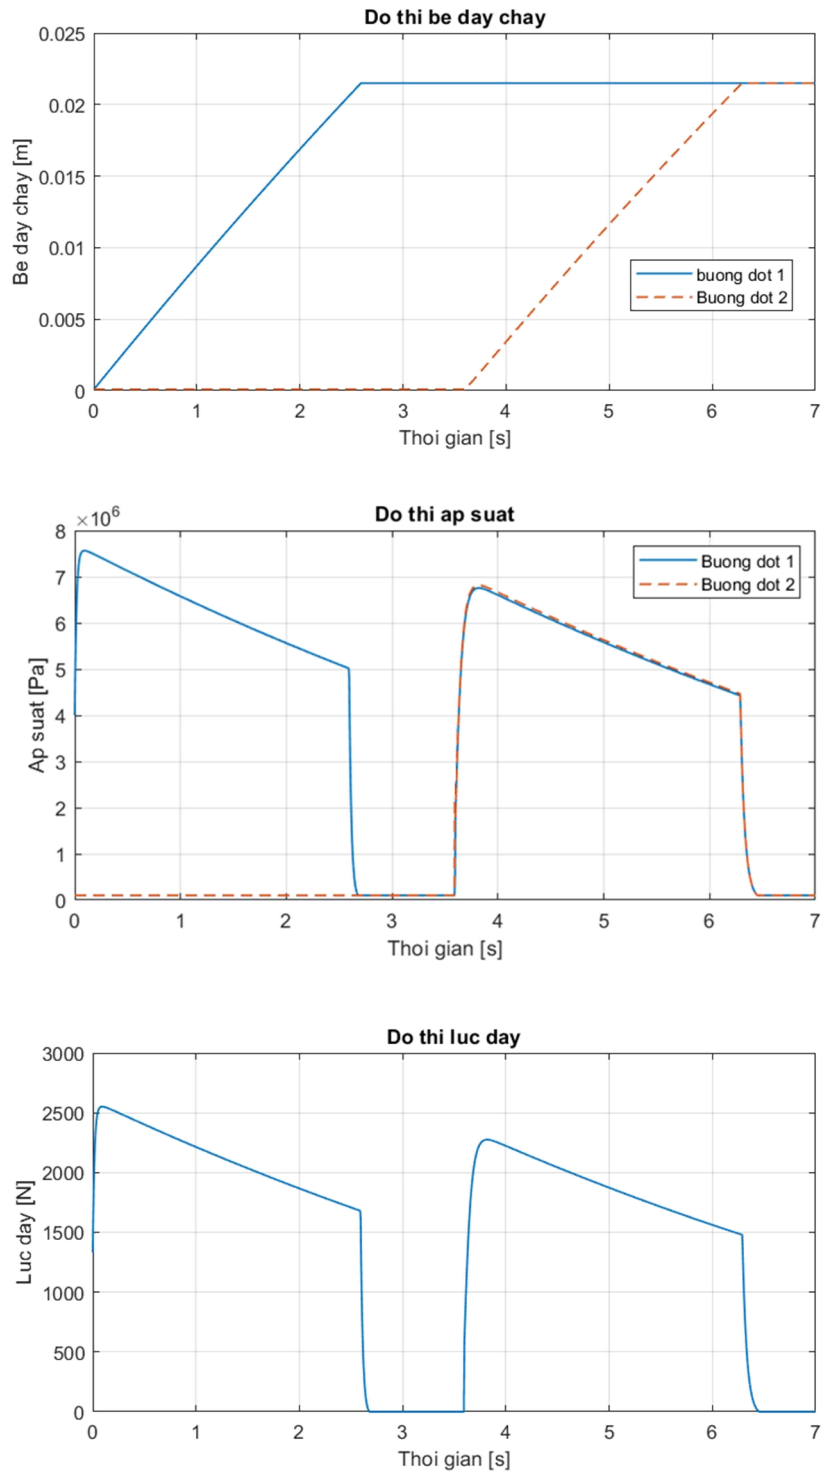 Do thi be day chay
0.025
0.02
0.015
0.01
0.005
0
Be day chay [m]
buong dot 1
Buong dot 2
0 1 2 3 4 5 6 7
Thoi gian [s]
Do thi ap suat
×10⁶
8
7
6
5
4
3
2
1
0
Ap suat [Pa]
Buong dot 1
Buong dot 2
0 1 2 3 4 5 6 7
Thoi gian [s]
Do thi luc day
3000
2500
2000
1500
1000
500
0
Luc day [N]
0 1 2 3 4 5 6 7
Thoi gian [s]